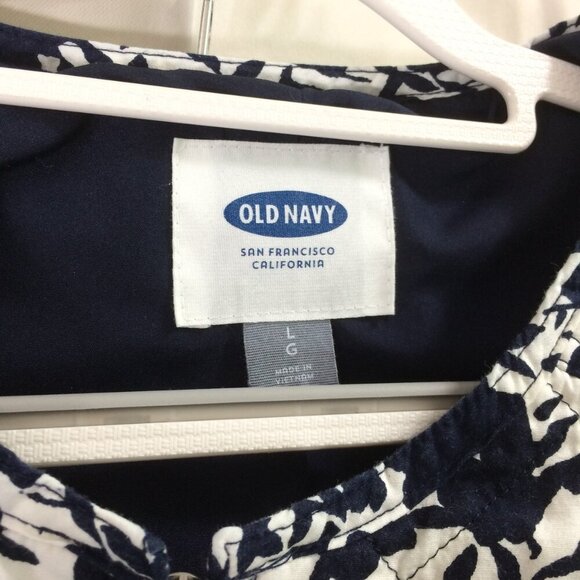 OLD NAVY
SAN FRANCISCO
CALIFORNIA
L
G
MADE IN
VIETNAM